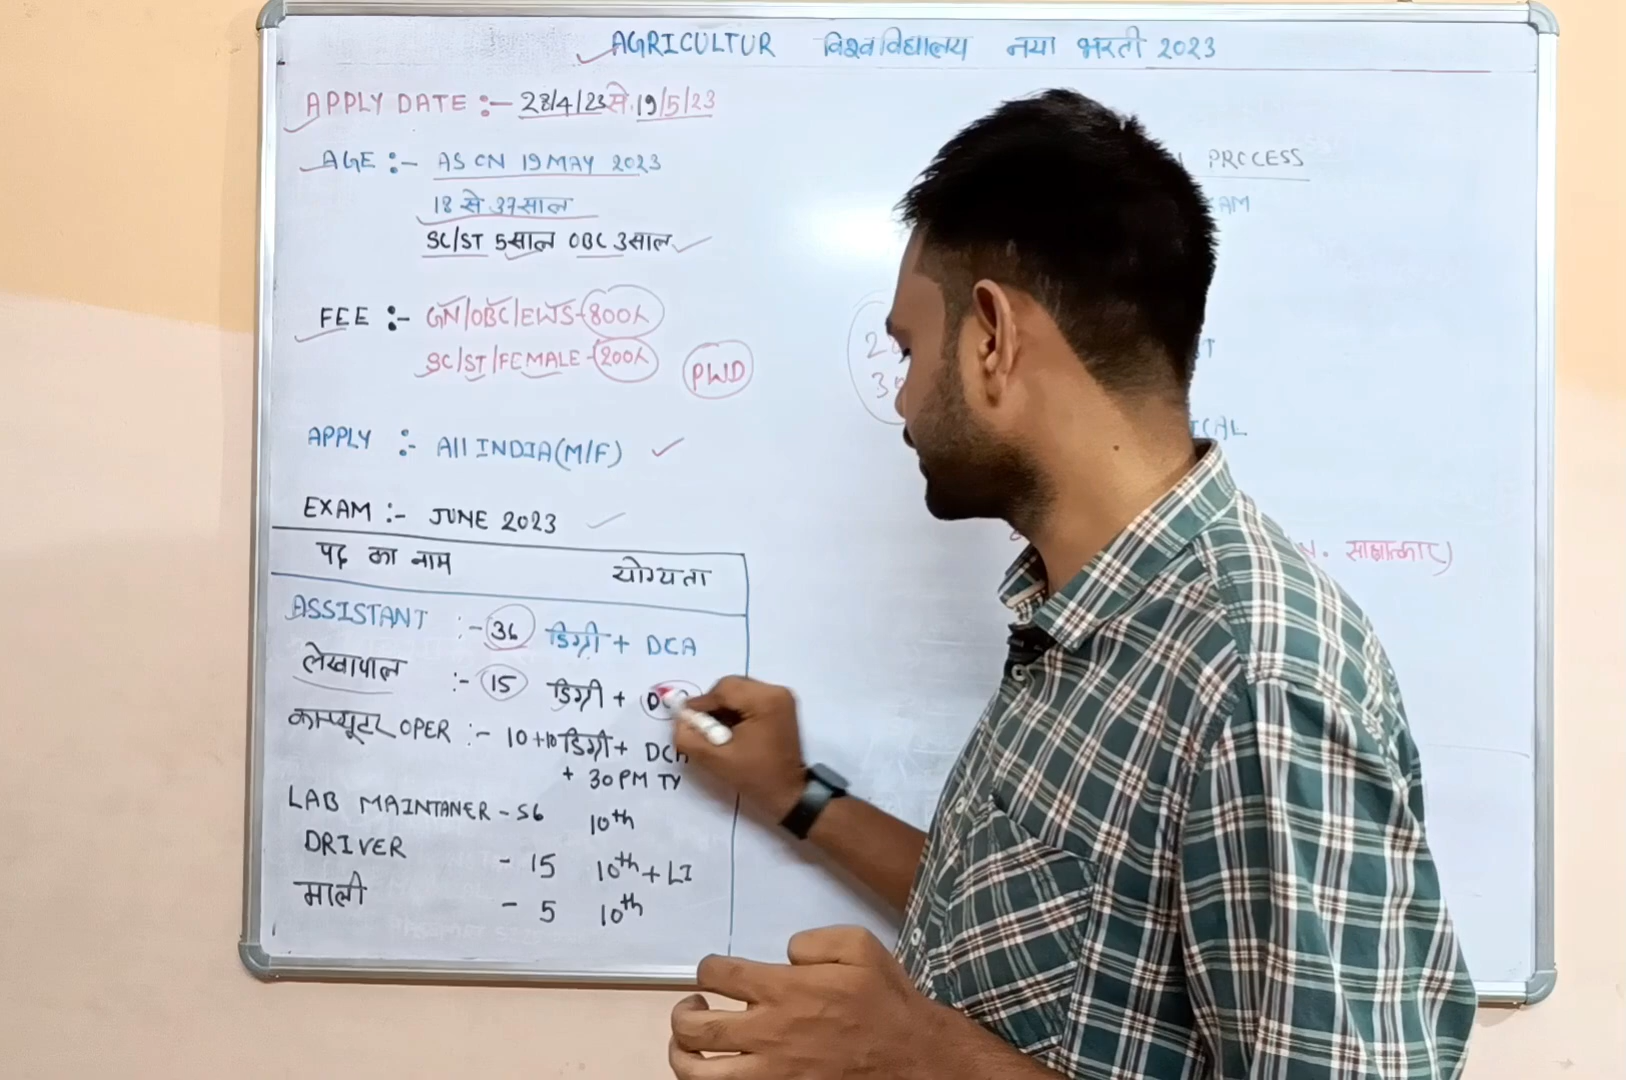 AGRICULTUR विश्वविद्यालय नया भरती 2023
APPLY DATE :- 28/4/23 से 19/5/23
AGE :- AS ON 19 MAY 2023
18 से 37 साल
SC/ST 5 साल OBC 3 साल
FEE :- GN/OBC/EWS-800/-
SC/ST/FEMALE-200/-
PWD
APPLY :- All INDIA (M/F)
EXAM :- JUNE 2023
पद का नाम योग्यता
ASSISTANT :- 36 डिग्री + DCA
लेखापाल :- 15 डिग्री +
काम्प्यूटर OPER :- 10+10 डिग्री + DCA
+ 30 PM TY
LAB MAINTANER - 56 10th
DRIVER - 15 10th + LI
माली - 5 10th
PROCESS
साक्षात्कार)